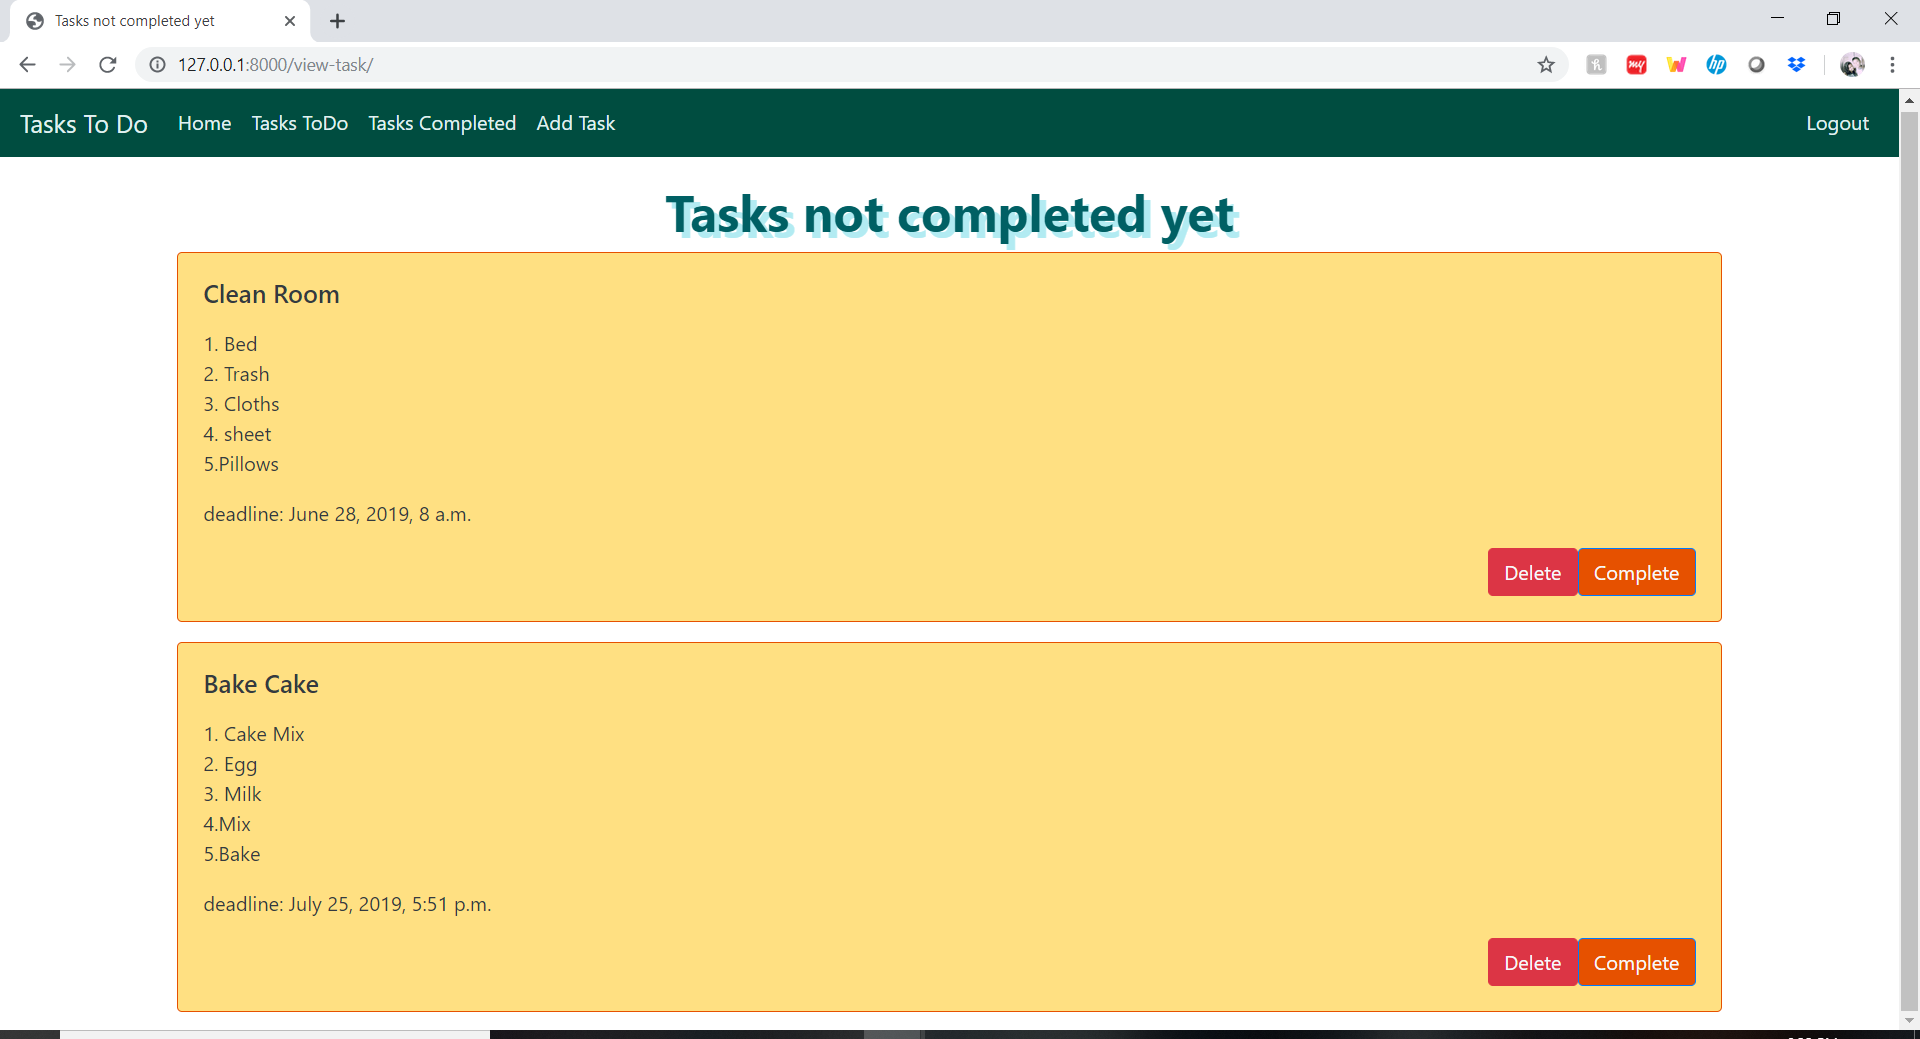 Tasks not completed yet
127.0.0.1:8000/view-task/
Tasks To Do Home Tasks ToDo Tasks Completed Add Task Logout
Tasks not completed yet
Clean Room
1. Bed
2. Trash
3. Cloths
4. sheet
5.Pillows
deadline: June 28, 2019, 8 a.m.
Delete Complete
Bake Cake
1. Cake Mix
2. Egg
3. Milk
4.Mix
5.Bake
deadline: July 25, 2019, 5:51 p.m.
Delete Complete